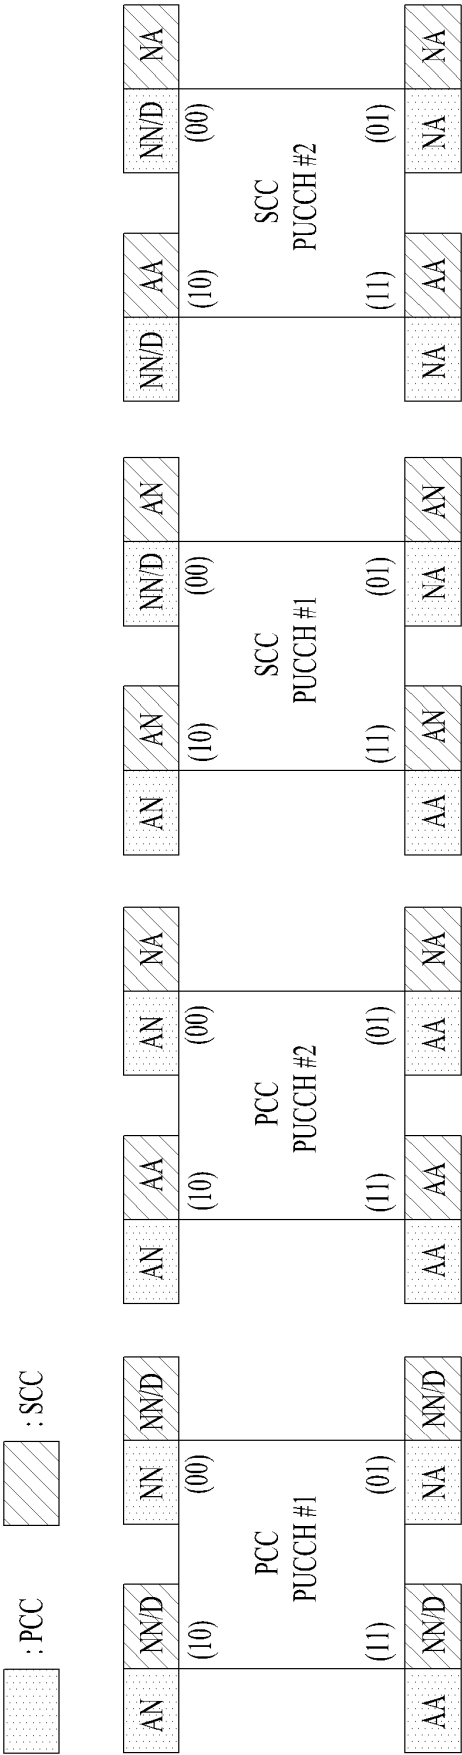 : PCC
: SCC
AN NN/D NN NN/D
(10) (00)
PCC
PUCCH #1
(11) (01)
AA NN/D NA NN/D
AN AA AN NA
(10) (00)
PCC
PUCCH #2
(11) (01)
AA AA AA NA
AN AN NN/D AN
(10) (00)
SCC
PUCCH #1
(11) (01)
AA AN NA AN
NN/D AA NN/D NA
(10) (00)
SCC
PUCCH #2
(11) (01)
NA AA NA NA